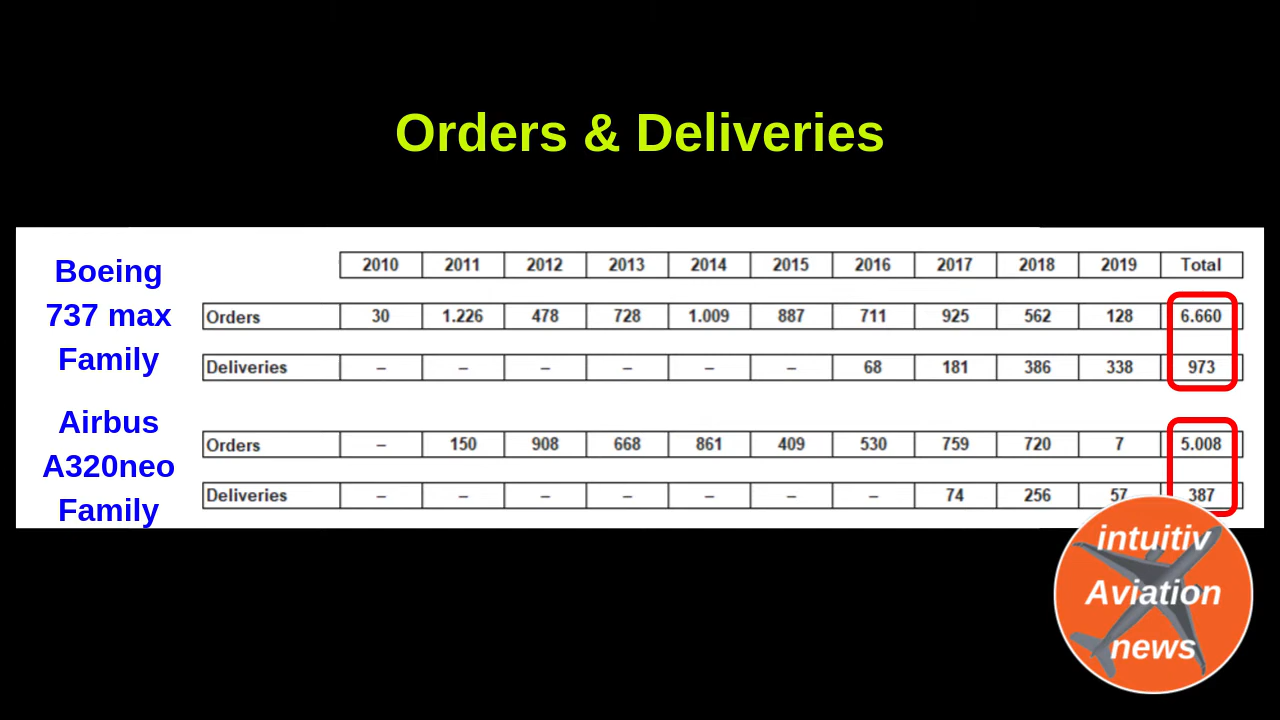 Orders & Deliveries
Boeing
737 max
Family
2010 2011 2012 2013 2014 2015 2016 2017 2018 2019 Total
Orders 30 1.226 478 728 1.009 887 711 925 562 128 6.660
Deliveries – – – – – – 68 181 386 338 973
Airbus
A320neo
Family
Orders – 150 908 668 861 409 530 759 720 7 5.008
Deliveries – – – – – – – 74 256 57 387
intuitiv
Aviation
news